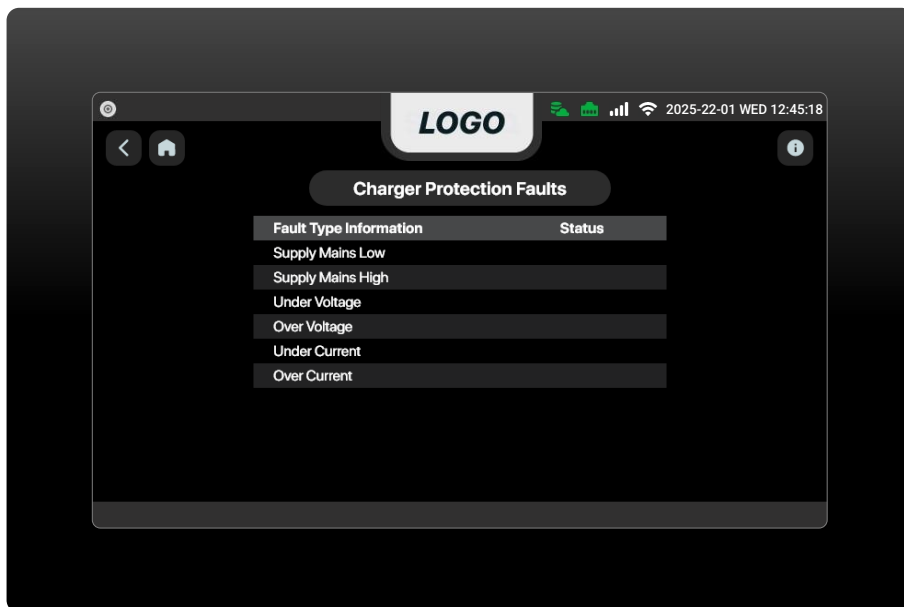 LOGO
2025-22-01 WED 12:45:18
Charger Protection Faults
Fault Type Information Status
Supply Mains Low
Supply Mains High
Under Voltage
Over Voltage
Under Current
Over Current